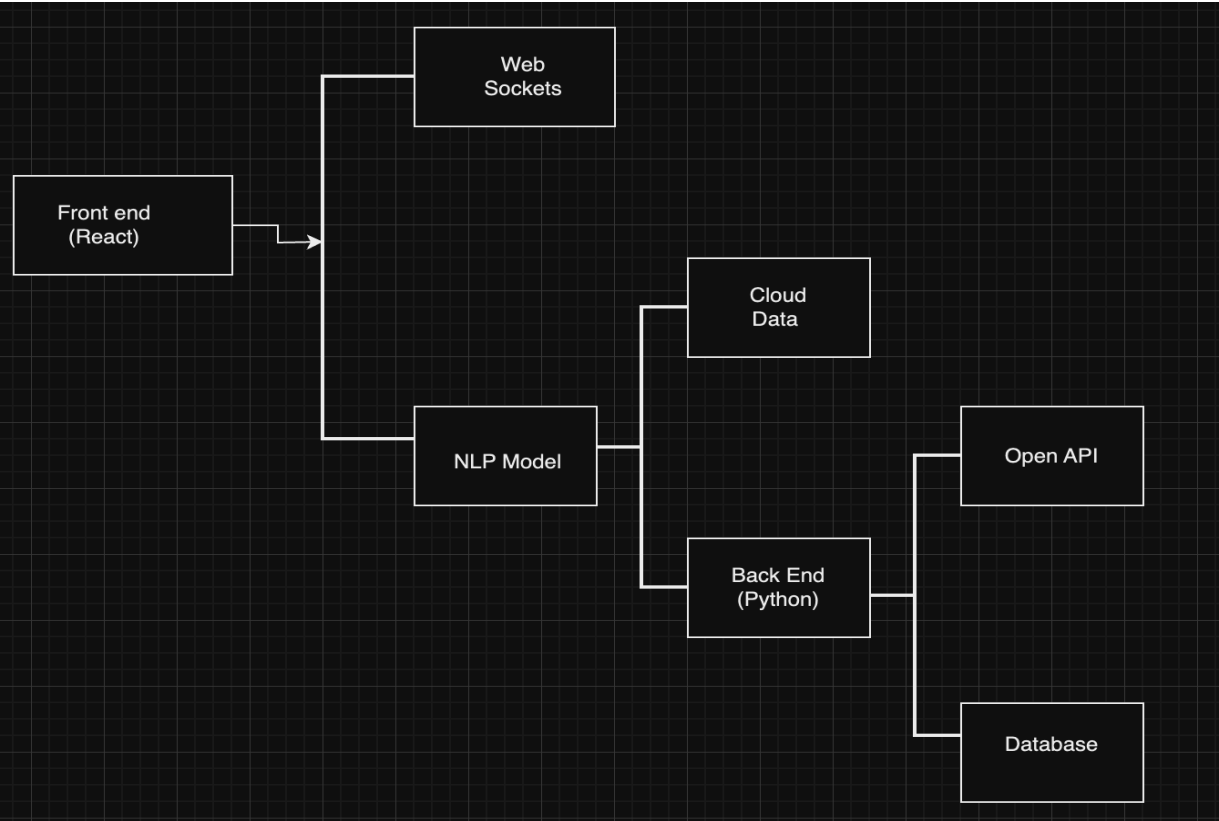 Web
Sockets
Front end
(React)
Cloud
Data
NLP Model
Open API
Back End
(Python)
Database